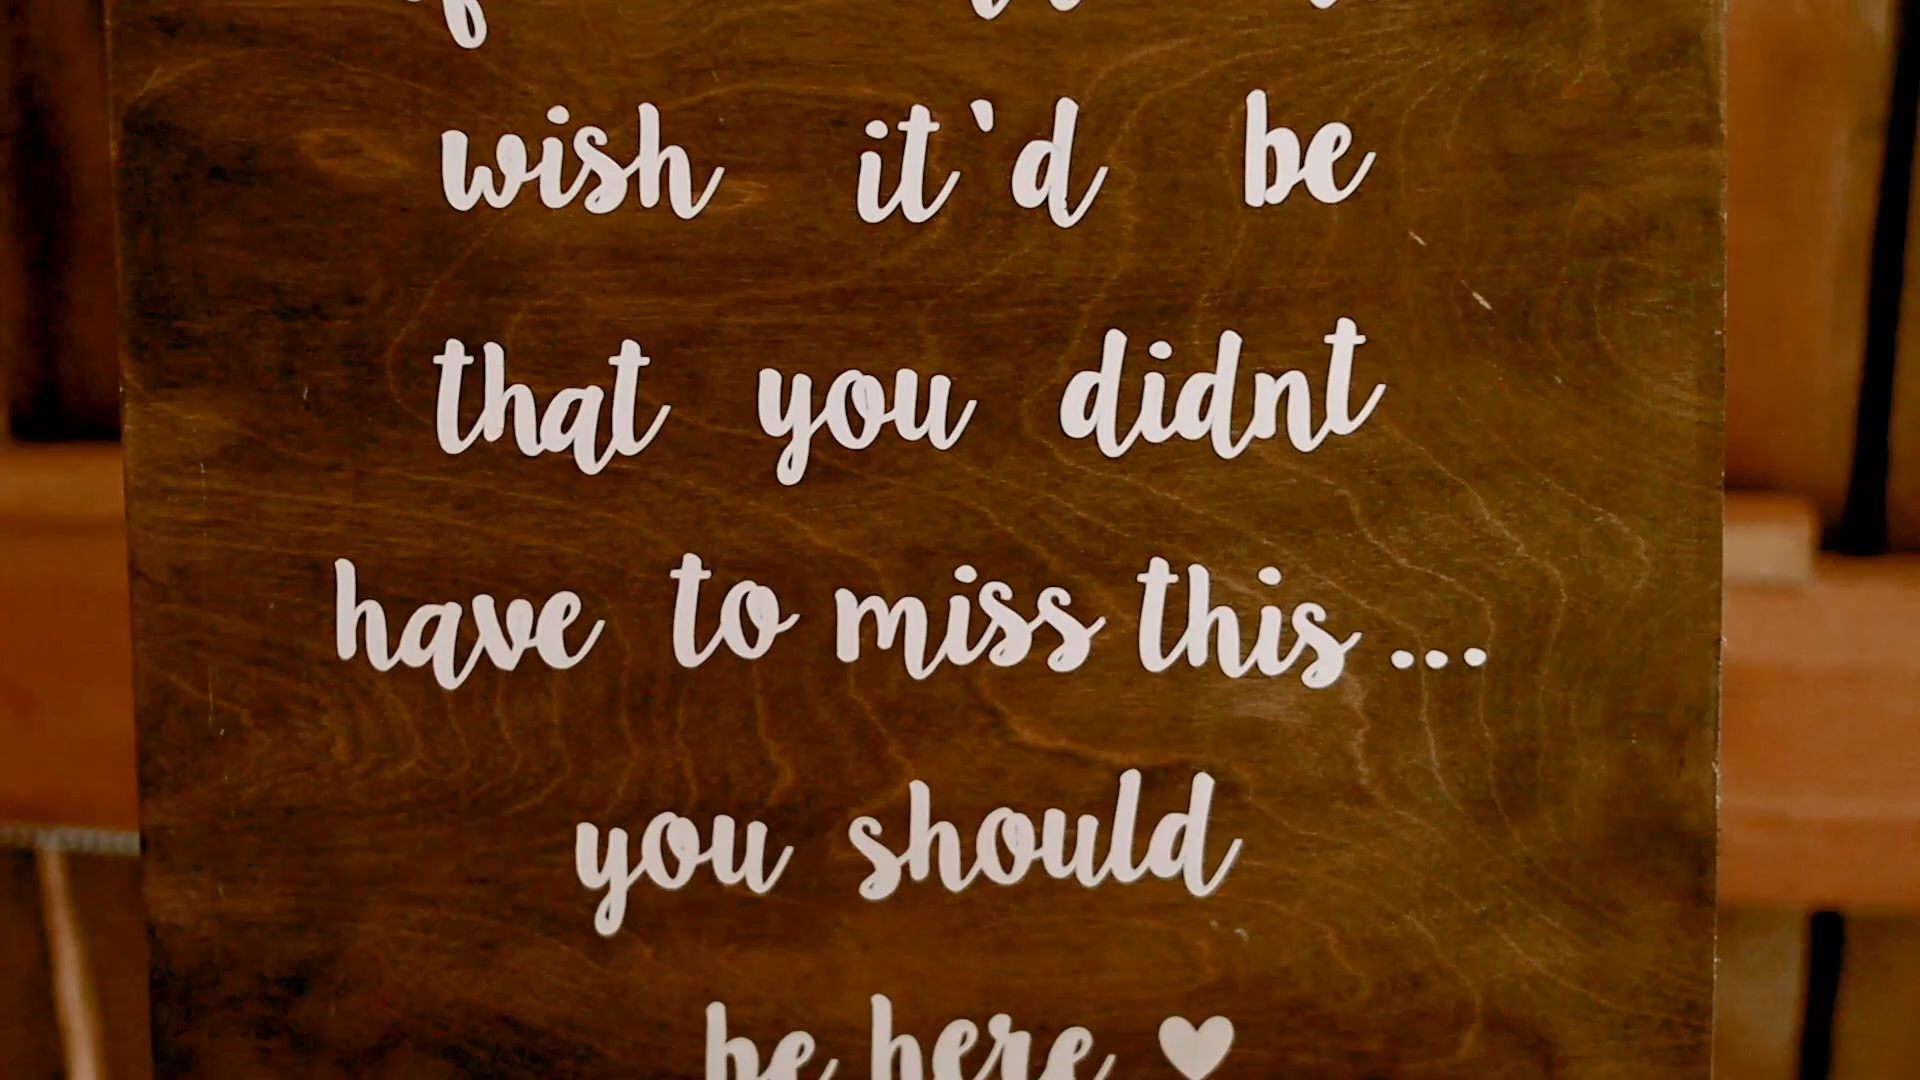 wish it'd be
that you didnt
have to miss this...
you should
be here ♥